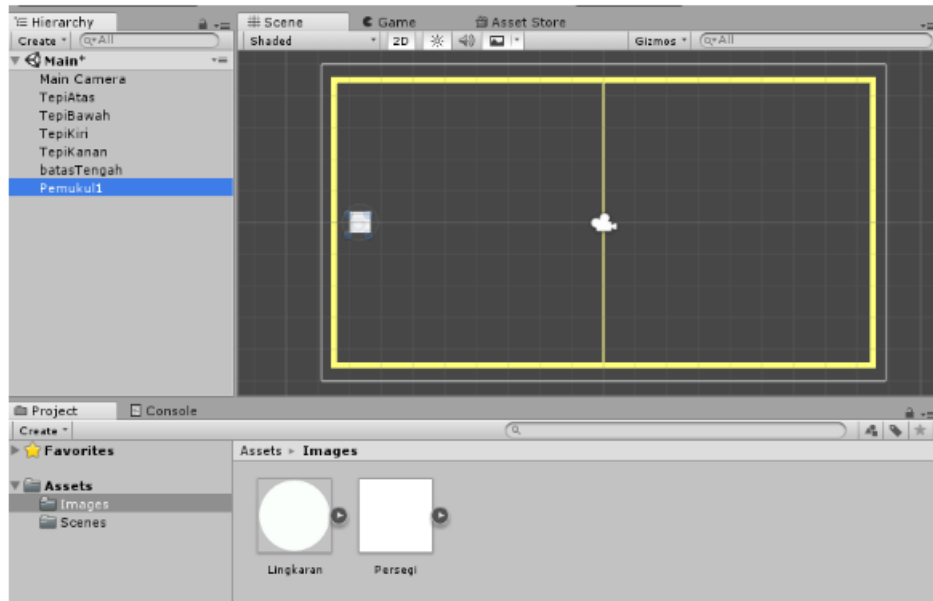 Hierarchy
Create
All
Main*
Main Camera
TepiAtas
TepiBawah
TepiKiri
TepiKanan
batasTengah
Pemukul1
Scene
Game
Asset Store
Shaded
2D
Gizmos
All
Project
Console
Create
Favorites
Assets
Images
Scenes
Assets
Images
Lingkaran
Persegi